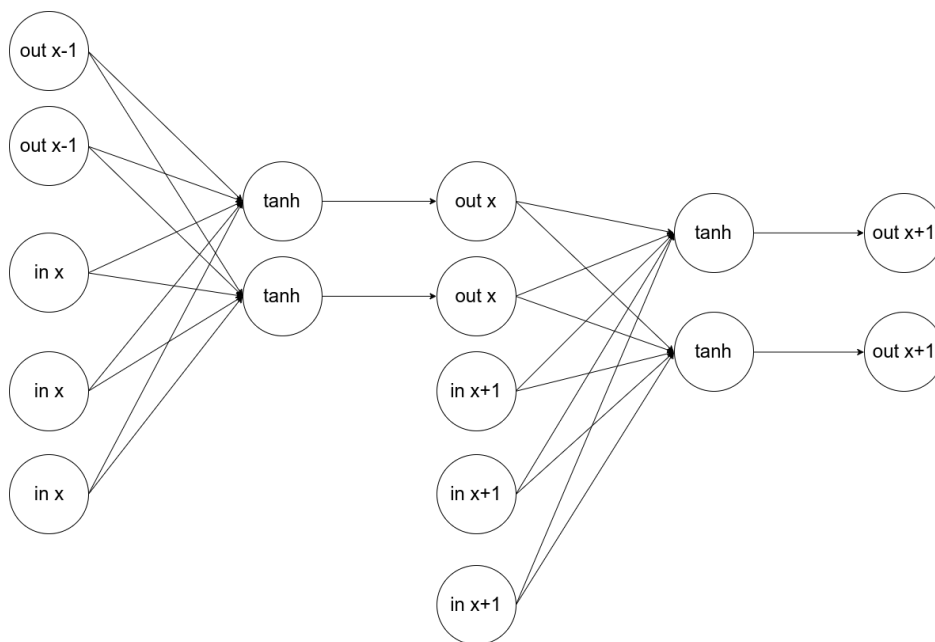 out x-1
out x-1
in x
in x
in x
tanh
tanh
out x
out x
in x+1
in x+1
in x+1
tanh
tanh
out x+1
out x+1